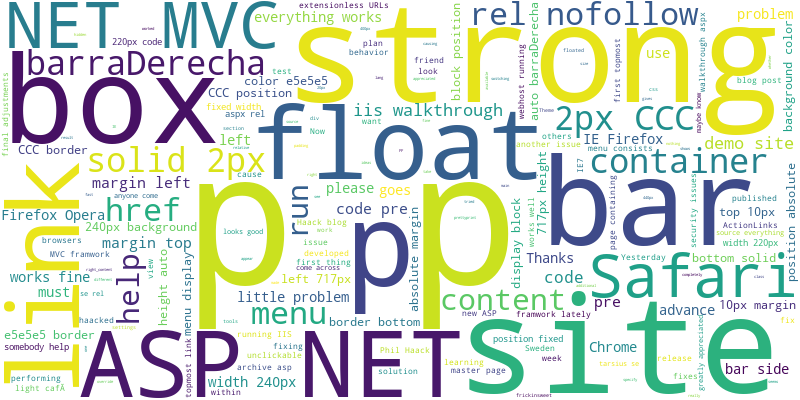 NET MVC
strong
extensionless URLs
everything works
220px code
rel nofollow
problem
plan
behavior
friend
look
barraDerecha
box
CCC position
color e5e5e5
test
fixed width
block position
use
auto barraDerecha
webhost running
first topmost
background color
maybe know
walkthrough aspx
blog post
final adjustments
float
iis walkthrough
2px CCC
IE Firefox
demo site
CCC border
aspx rel
section
Now
want
others
another issue
menu consists
solid 2px
left
container
margin left
cause
please
goes
IE7
page containing
security issues
published
anyone come
link
p p
pp
bar
717px height
works well
top 10px
ActionLinks
Firefox Opera
href
run
code pre
Haack blog
work
width 220px
position absolute
240px background
issue
developed
absolute margin
display block
Thanks
Yesterday
bottom solid
source everything
browsers
margin top
looks good
first thing
come across
MVC framwork
view
height auto
menu display
left 717px
code
Safari
works fine
must
help
little problem
content
pre
advance
10px margin
haacked
se rel
menu
border bottom
new ASP
framwork lately
fix
e5e5e5 border
settings
tools
running IIS
unclickable
fixing
position fixed
Sweden
week
Chrome
greatly appreciated
release
bar side
somebody help
ASP NET
site
topmost link
Phil Haack
learning
master page
fixes
performing
light cafA
archive asp
width 240px
within
solution
frickinsweet